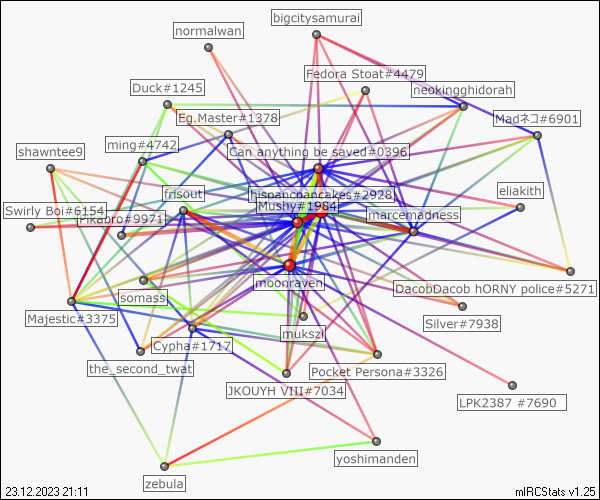 bigcitysamurai
normalwan
Fedora Stoat#4479
Duck#1245
neokingghidorah
Eg.Master#1378
Madネコ#6901
ming#4742
Can anything be saved#0396
shawntee9
eliakith
frisout
hispancpancakes#2928
Swirly Boi#6154
Mushy#1984
Pikabro#9971
marcemadness
moonraven
DacobDacob hORNY police#5271
somass
Majestic#3375
Silver#7938
mukszi
Cypha#1717
the_second_twat
Pocket Persona#3326
JKOUYH VIII#7034
LPK2387 #7690
yoshimanden
zebula
23.12.2023 21:11
mIRCStats v1.25